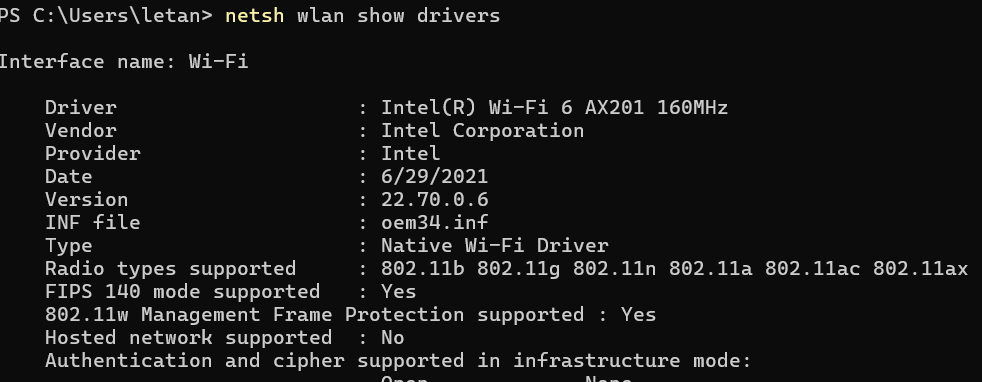 PS C:\Users\letan> netsh wlan show drivers
Interface name: Wi-Fi
Driver : Intel(R) Wi-Fi 6 AX201 160MHz
Vendor : Intel Corporation
Provider : Intel
Date : 6/29/2021
Version : 22.70.0.6
INF file : oem34.inf
Type : Native Wi-Fi Driver
Radio types supported : 802.11b 802.11g 802.11n 802.11a 802.11ac 802.11ax
FIPS 140 mode supported : Yes
802.11w Management Frame Protection supported : Yes
Hosted network supported : No
Authentication and cipher supported in infrastructure mode:
Open None